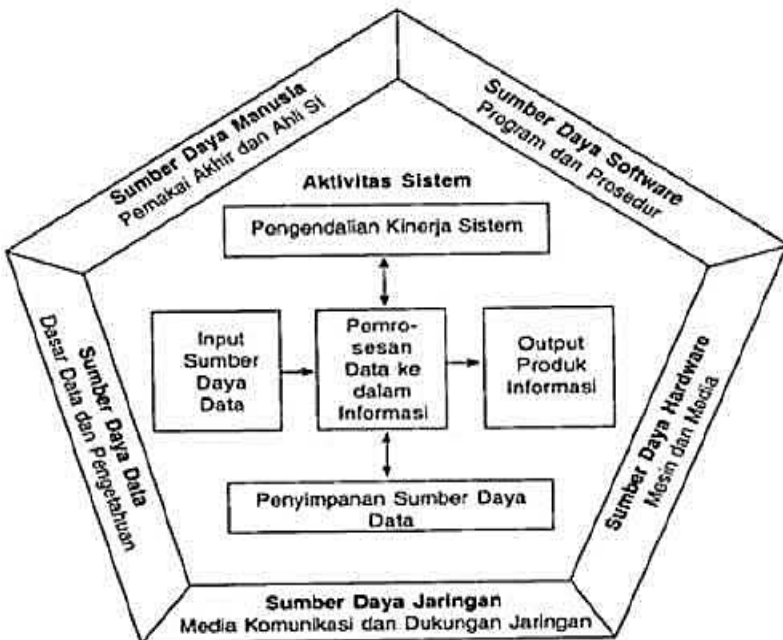 Sumber Daya Manusia
Pemakai Akhir dan Ahli SI
Sumber Daya Software
Program dan Prosedur
Aktivitas Sistem
Pengendalian Kinerja Sistem
Input
Sumber
Daya
Data
Pemro-
sesan
Data ke
dalam
Informasi
Output
Produk
Informasi
Penyimpanan Sumber Daya
Data
Sumber Daya Data
Dasar Data dan Pengetahuan
Sumber Daya Hardware
Mesin dan Media
Sumber Daya Jaringan
Media Komunikasi dan Dukungan Jaringan